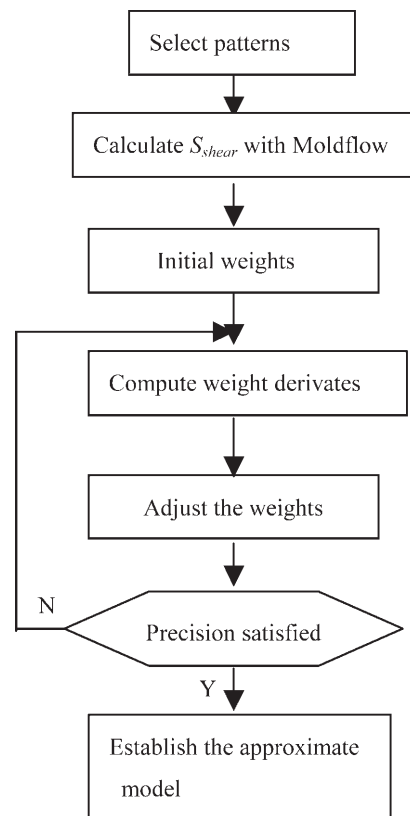 Select patterns
Calculate S_shear with Moldflow
Initial weights
Compute weight derivates
Adjust the weights
N
Precision satisfied
Y
Establish the approximate
model